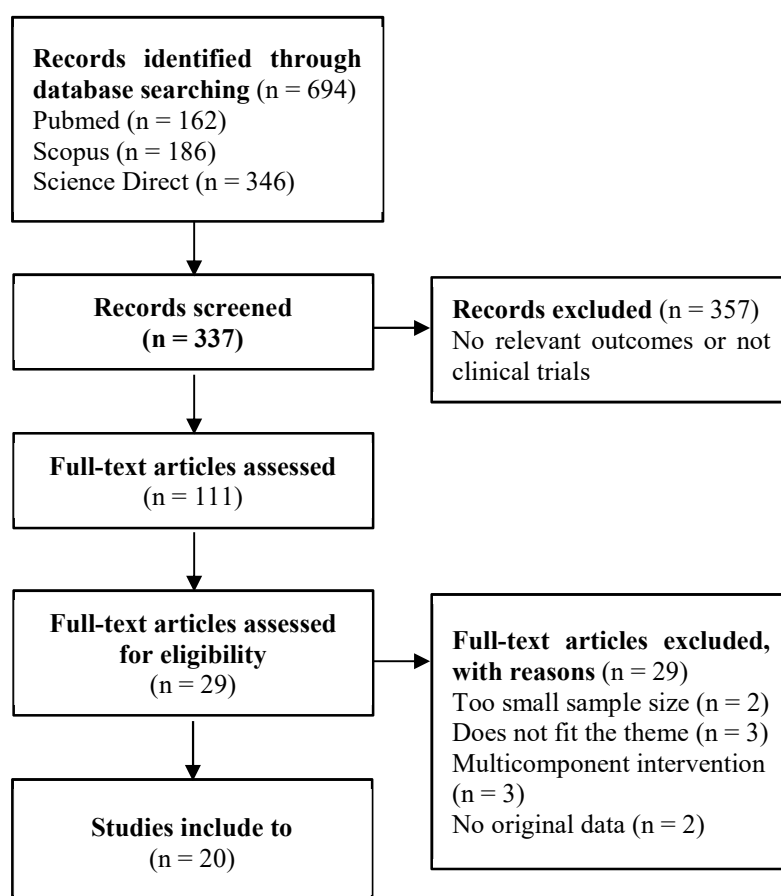 Records identified through
database searching (n = 694)
Pubmed (n = 162)
Scopus (n = 186)
Science Direct (n = 346)
Records screened
(n = 337)
Records excluded (n = 357)
No relevant outcomes or not
clinical trials
Full-text articles assessed
(n = 111)
Full-text articles assessed
for eligibility
(n = 29)
Full-text articles excluded,
with reasons (n = 29)
Too small sample size (n = 2)
Does not fit the theme (n = 3)
Multicomponent intervention
(n = 3)
No original data (n = 2)
Studies include to
(n = 20)